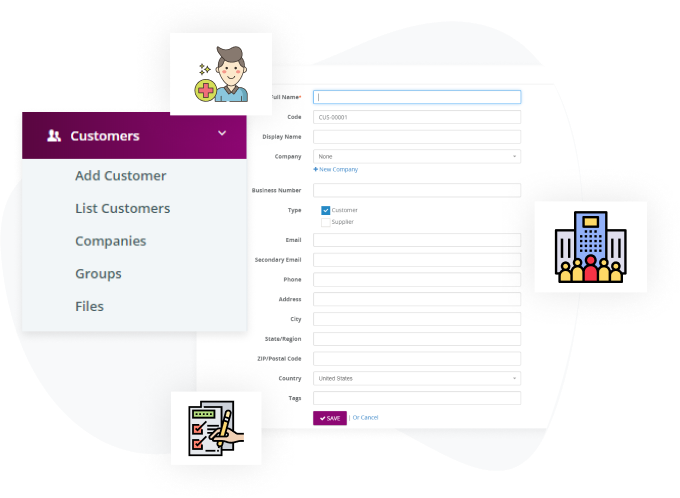 Customers
Add Customer
List Customers
Companies
Groups
Files
Full Name*
Code
CUS-00001
Display Name
Company
None
+ New Company
Business Number
Type
Customer
Supplier
Email
Secondary Email
Phone
Address
City
State/Region
ZIP/Postal Code
Country
United States
Tags
SAVE | Or Cancel